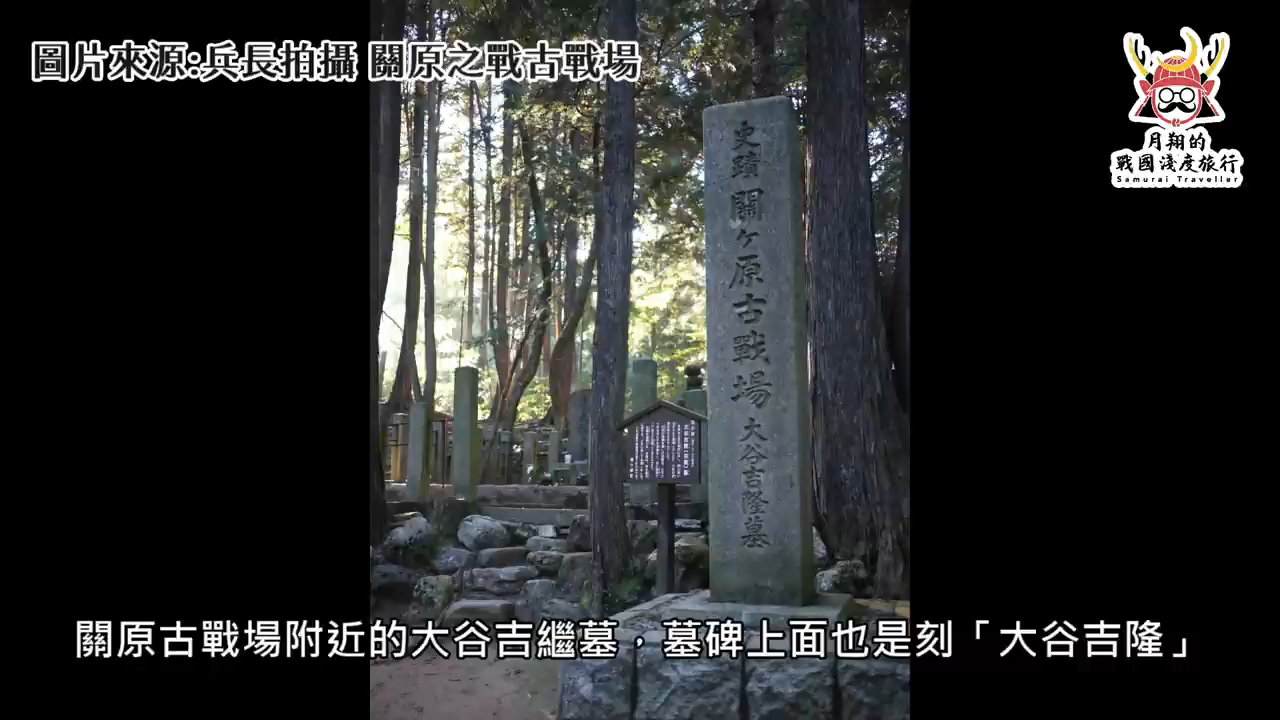 圖片來源:兵長拍攝 關原之戰古戰場
月翔的
戰國淺度旅行
Samurai Traveller
史蹟 關ケ原古戰場 大谷吉隆墓
關原古戰場附近的大谷吉繼墓，墓碑上面也是刻「大谷吉隆」